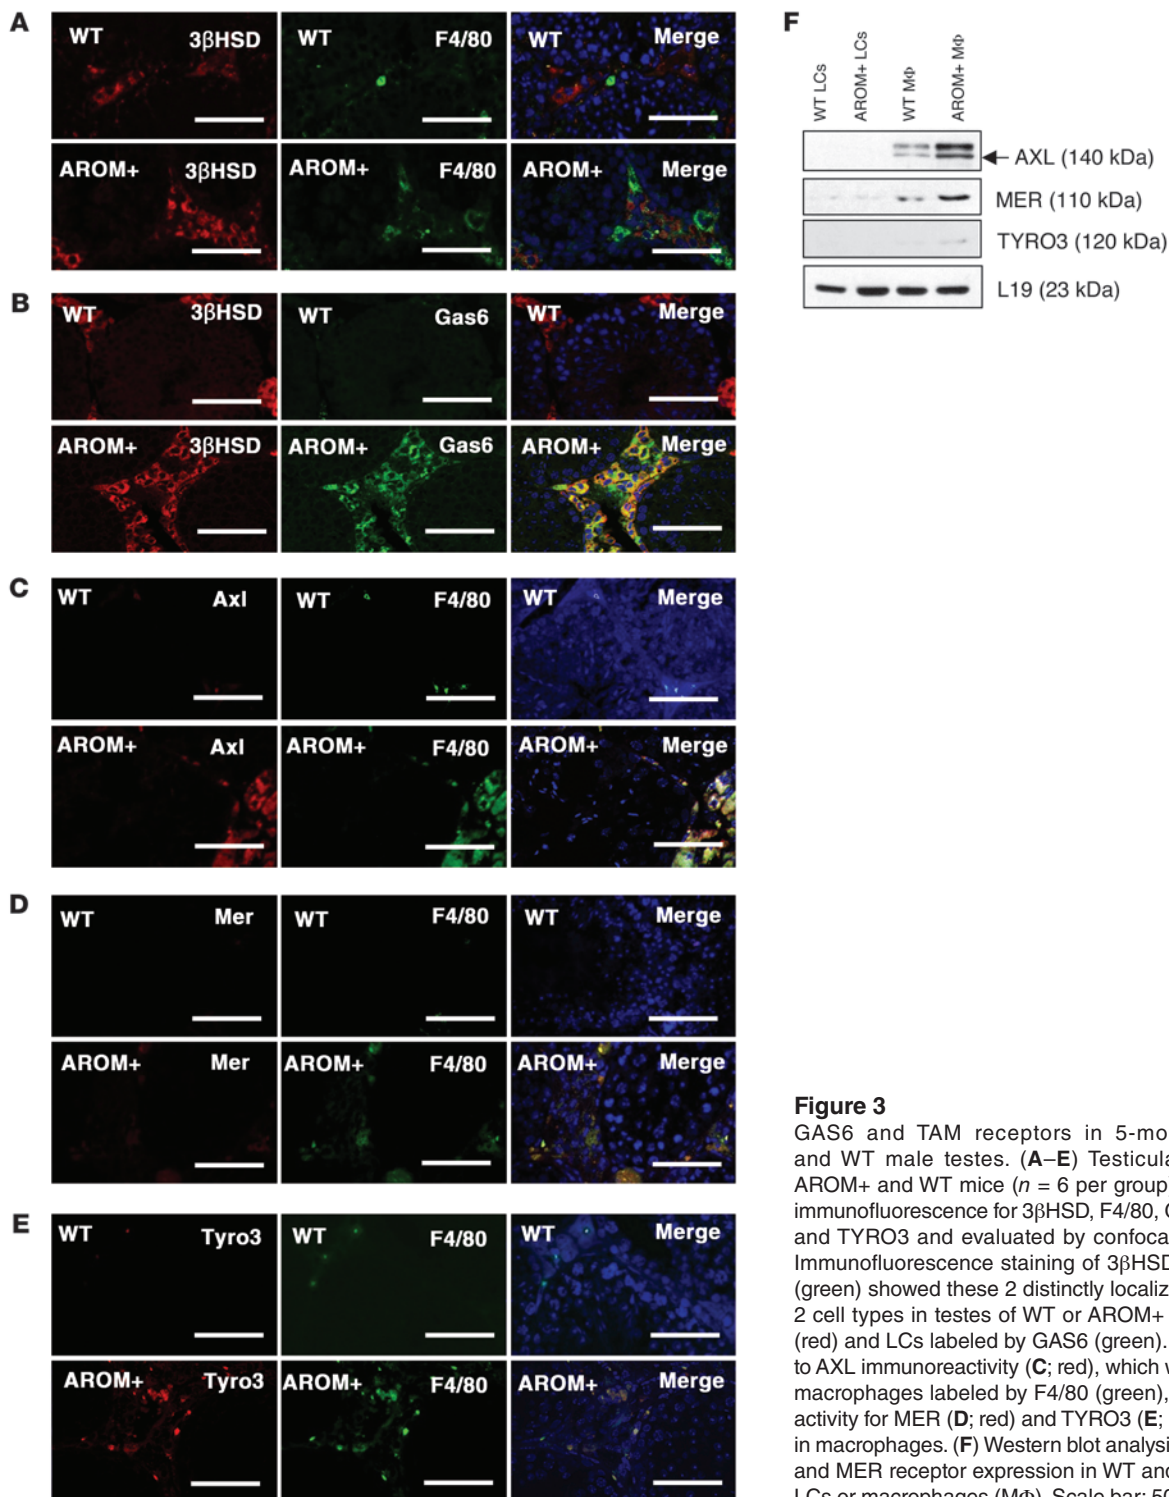 A
WT 3βHSD WT F4/80 WT Merge
AROM+ 3βHSD AROM+ F4/80 AROM+ Merge
B
WT 3βHSD WT Gas6 WT Merge
AROM+ 3βHSD AROM+ Gas6 AROM+ Merge
C
WT Axl WT F4/80 WT Merge
AROM+ Axl AROM+ F4/80 AROM+ Merge
D
WT Mer WT F4/80 WT Merge
AROM+ Mer AROM+ F4/80 AROM+ Merge
E
WT Tyro3 WT F4/80 WT Merge
AROM+ Tyro3 AROM+ F4/80 AROM+ Merge
F
WT LCs
AROM+ LCs
WT MΦ
AROM+ MΦ
AXL (140 kDa)
MER (110 kDa)
TYRO3 (120 kDa)
L19 (23 kDa)
Figure 3
GAS6 and TAM receptors in 5-mo
and WT male testes. (A–E) Testicula
AROM+ and WT mice (n = 6 per group
immunofluorescence for 3βHSD, F4/80,
and TYRO3 and evaluated by confoca
Immunofluorescence staining of 3βHSD
(green) showed these 2 distinctly localiz
2 cell types in testes of WT or AROM+
(red) and LCs labeled by GAS6 (green).
to AXL immunoreactivity (C; red), which
macrophages labeled by F4/80 (green),
activity for MER (D; red) and TYRO3 (E;
in macrophages. (F) Western blot analysis
and MER receptor expression in WT and
LCs or macrophages (MΦ). Scale bar: